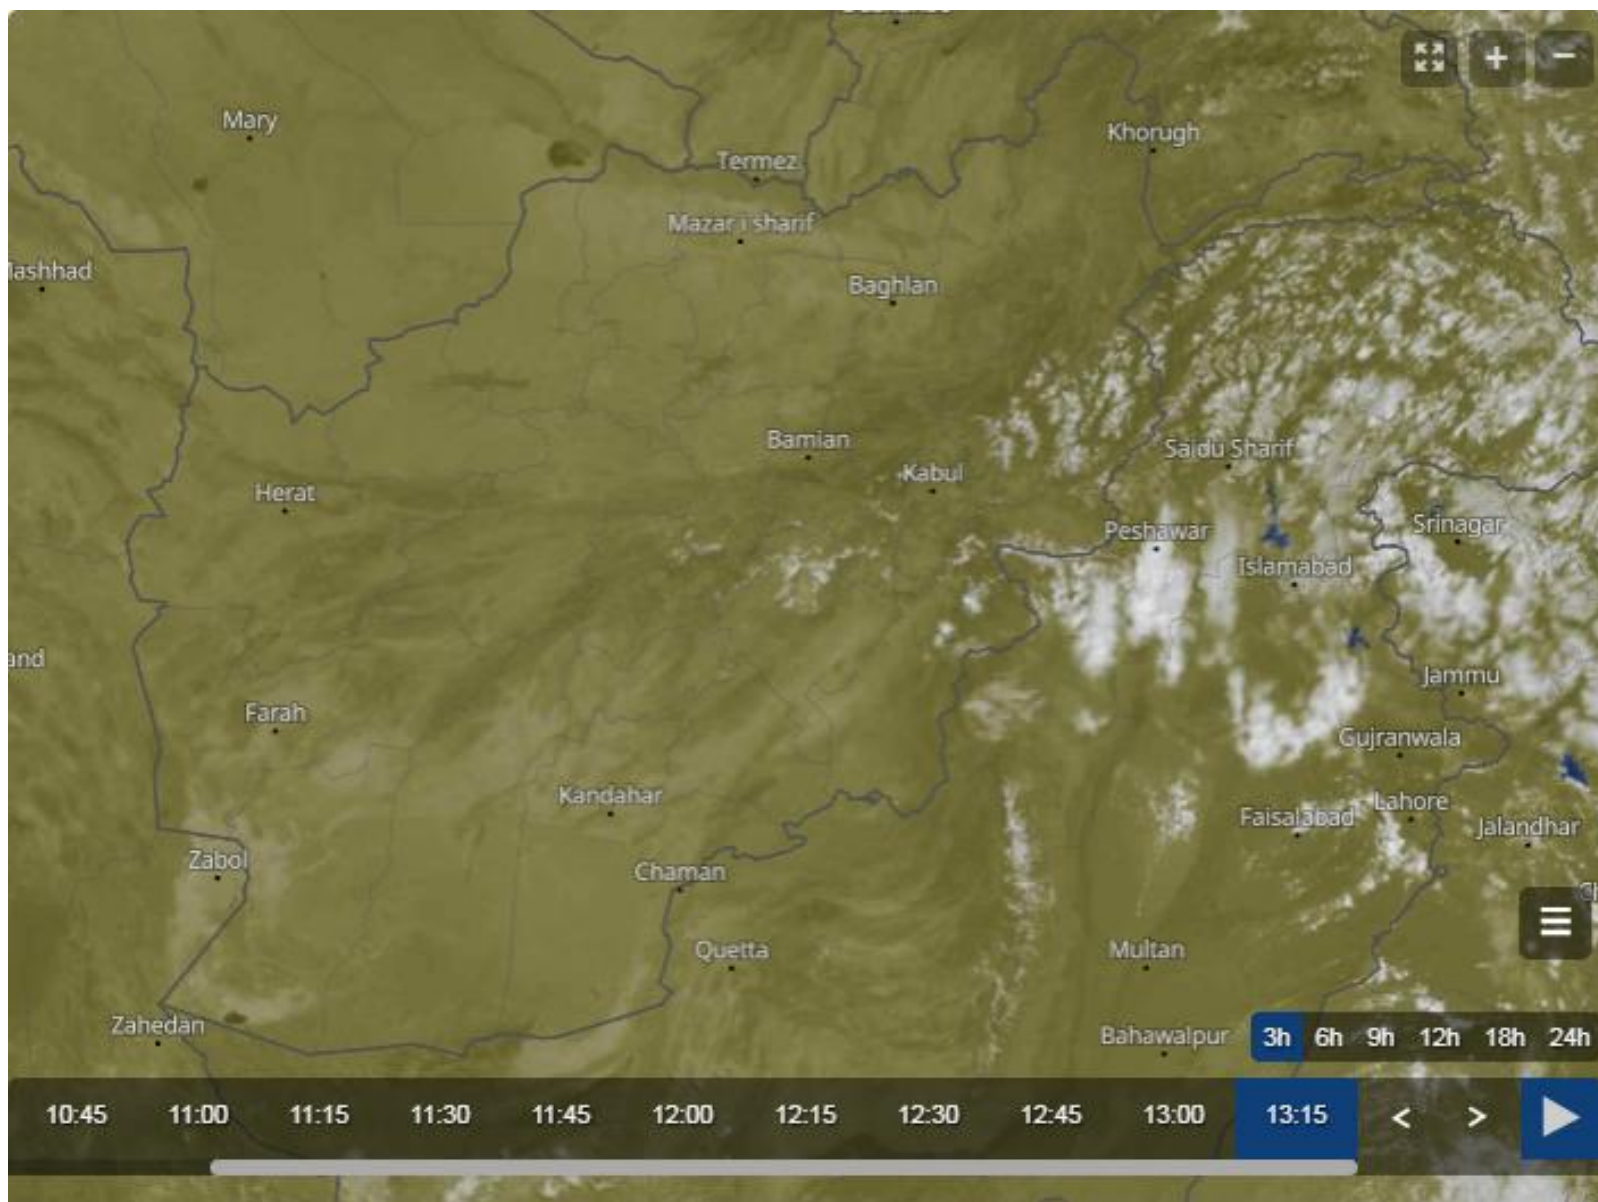 Mary
Khorugh
Termez
Mazar i sharif
Baghlan
Bamian
Kabul
Saidu Sharif
Herat
Peshawar
Srinagar
Islamabad
Jammu
Farah
Gujranwala
Kandahar
Lahore
Faisalabad
Jalandhar
Zabol
Chaman
Quetta
Multan
Zahedan
Bahawalpur
3h 6h 9h 12h 18h 24h
10:45 11:00 11:15 11:30 11:45 12:00 12:15 12:30 12:45 13:00 13:15 < >